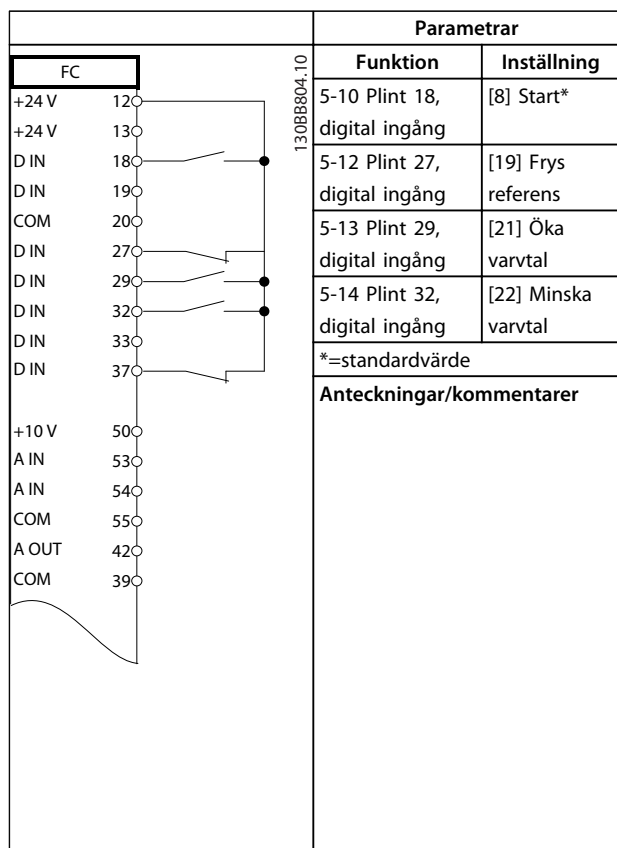 FC
+24 V 12
+24 V 13
D IN 18
D IN 19
COM 20
D IN 27
D IN 29
D IN 32
D IN 33
D IN 37
+10 V 50
A IN 53
A IN 54
COM 55
A OUT 42
COM 39
130BB804.10
Parametrar
Funktion Inställning
5-10 Plint 18, [8] Start*
digital ingång
5-12 Plint 27, [19] Frys
digital ingång referens
5-13 Plint 29, [21] Öka
digital ingång varvtal
5-14 Plint 32, [22] Minska
digital ingång varvtal
*=standardvärde
Anteckningar/kommentarer